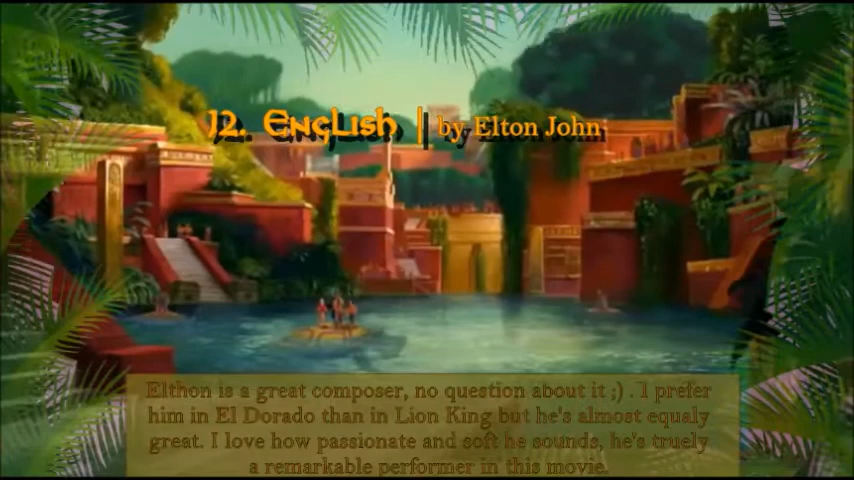 12. English | by Elton John
Elthon is a great composer, no question about it ;) . I prefer
him in El Dorado than in Lion King but he's almost equaly
great. I love how passionate and soft he sounds, he's truely
a remarkable performer in this movie.